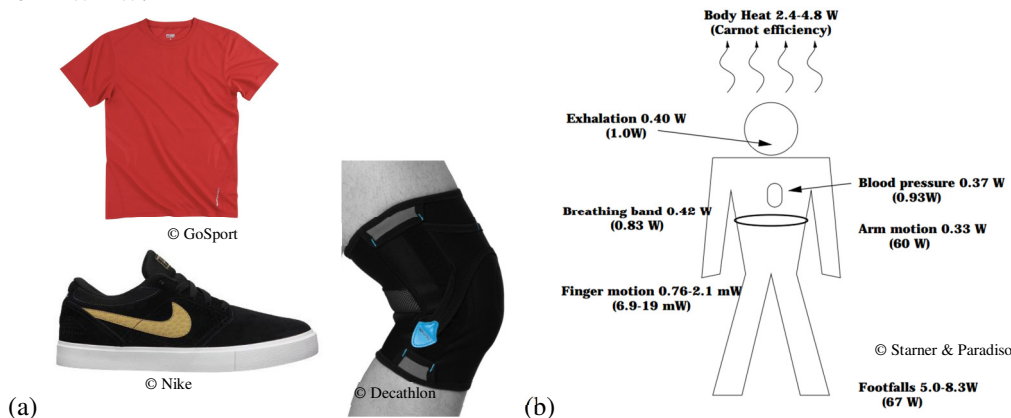 © GoSport
© Nike
© Decathlon
(a)
Body Heat 2.4-4.8 W
(Carnot efficiency)
Exhalation 0.40 W
(1.0W)
Blood pressure 0.37 W
(0.93W)
Breathing band 0.42 W
(0.83 W)
Arm motion 0.33 W
(60 W)
Finger motion 0.76-2.1 mW
(6.9-19 mW)
© Starner & Paradiso
Footfalls 5.0-8.3W
(67 W)
(b)